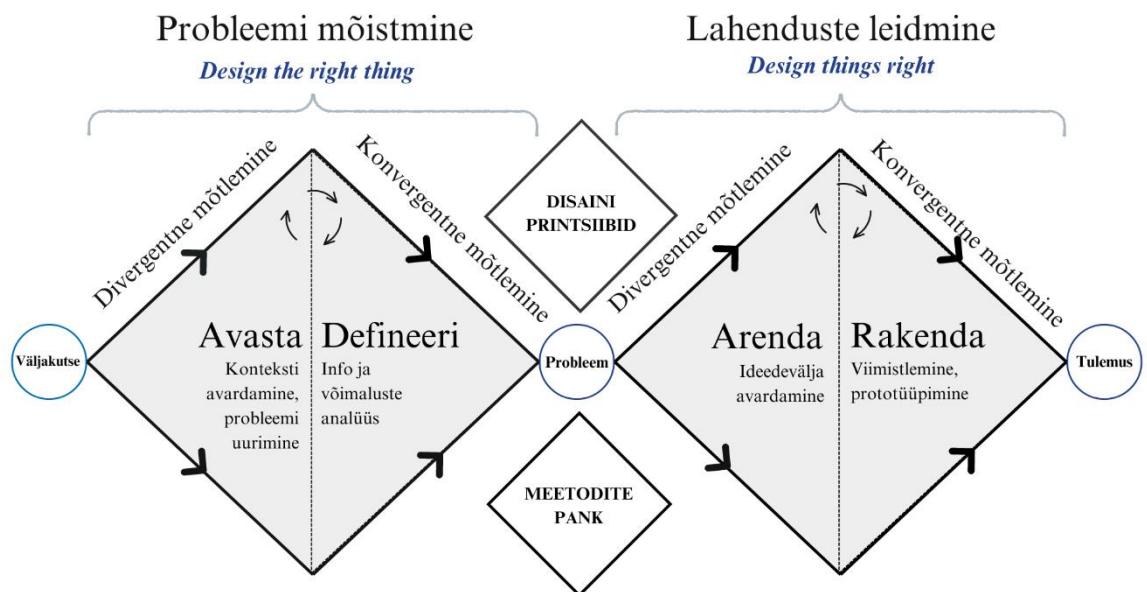 Probleemi mõistmine
Design the right thing
Lahenduste leidmine
Design things right
Divergentne mõtlemine
Konvergentne mõtlemine
DISAINI
PRINTSIIBID
Divergentne mõtlemine
Konvergentne mõtlemine
Väljakutse
Avasta
Konteksti
avardamine,
probleemi
uurimine
Defineeri
Info ja
võimaluste
analüüs
Probleem
Arenda
Ideedevälja
avardamine
Rakenda
Viimistlemine,
prototüüpimine
Tulemus
MEETODITE
PANK